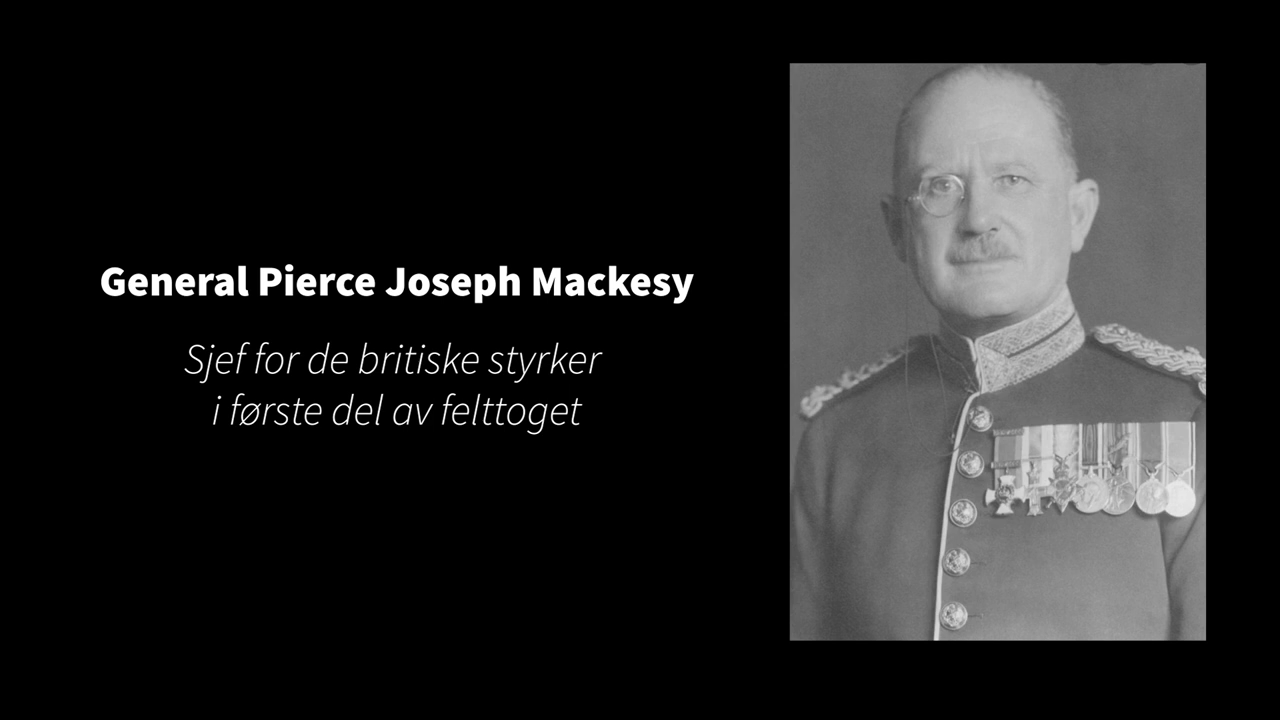 General Pierce Joseph Mackesy
Sjef for de britiske styrker
i første del av felttoget